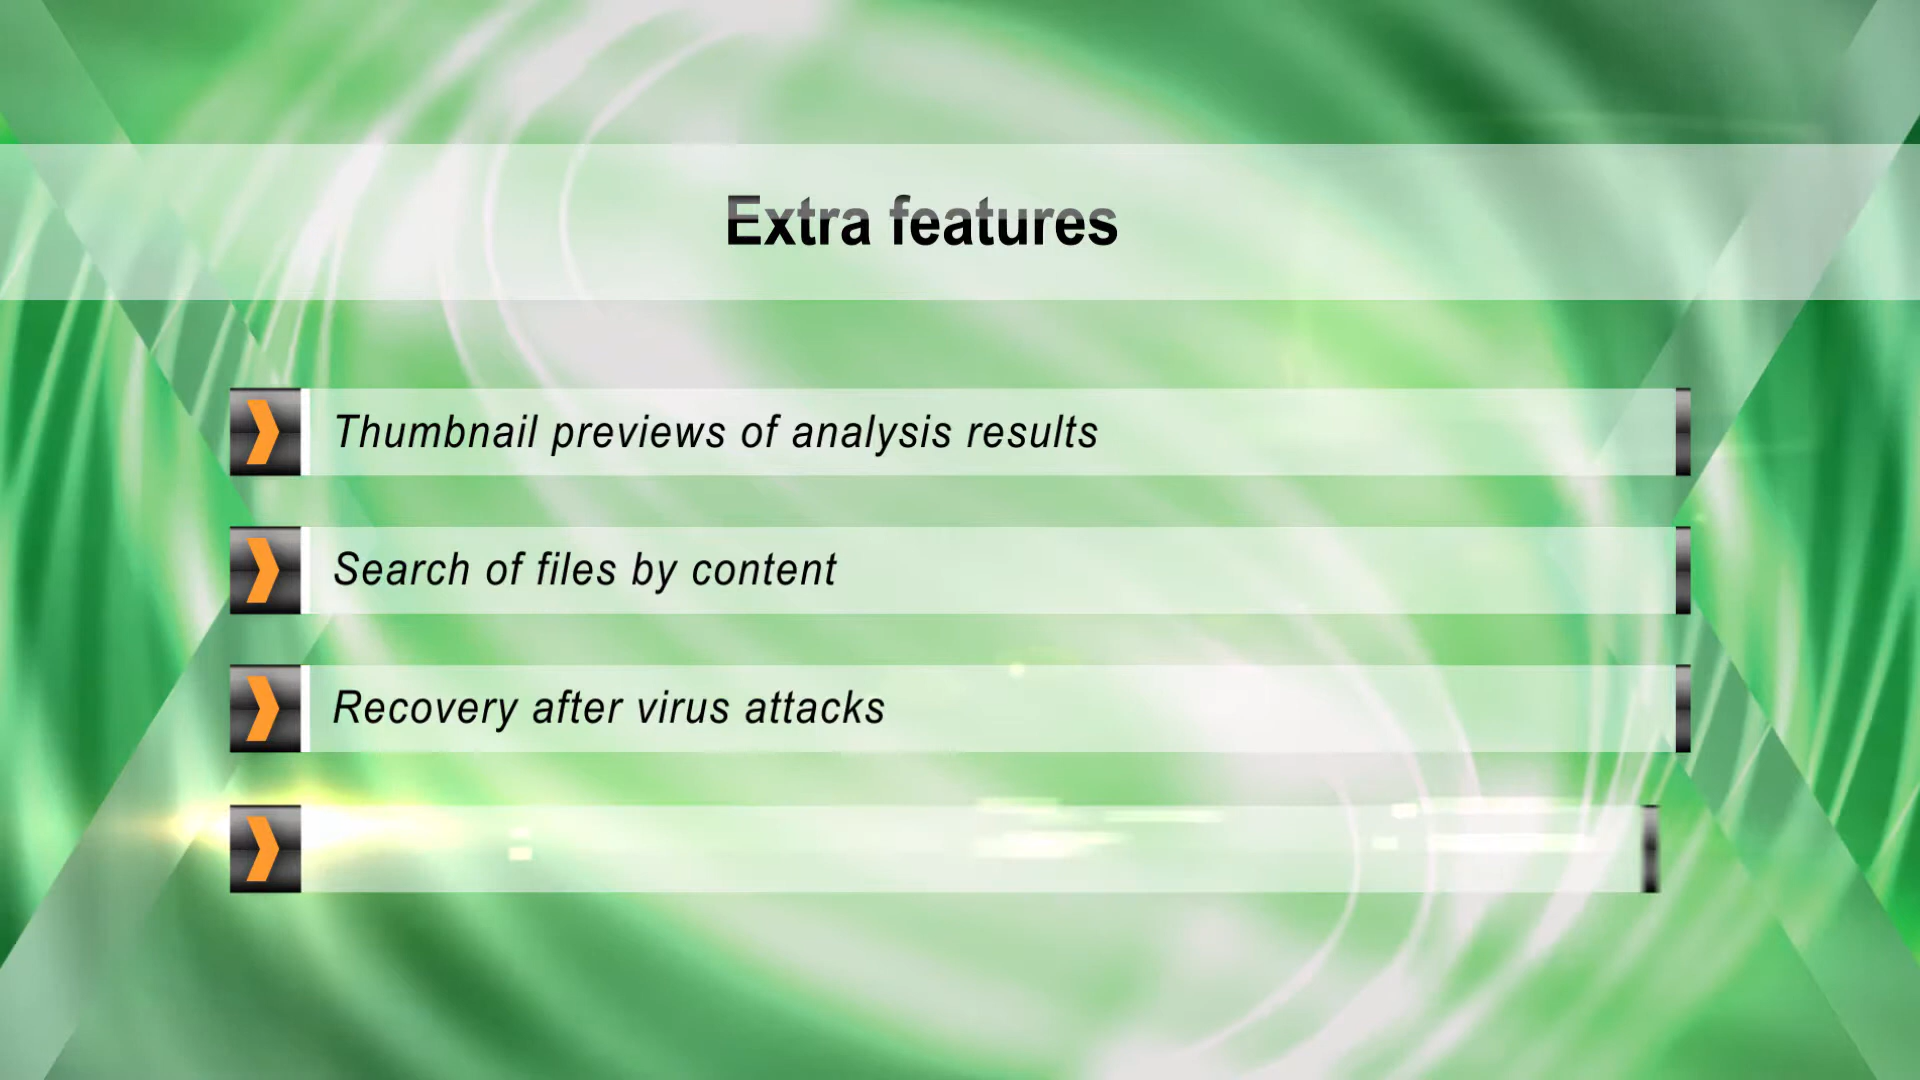 Extra features
Thumbnail previews of analysis results
Search of files by content
Recovery after virus attacks